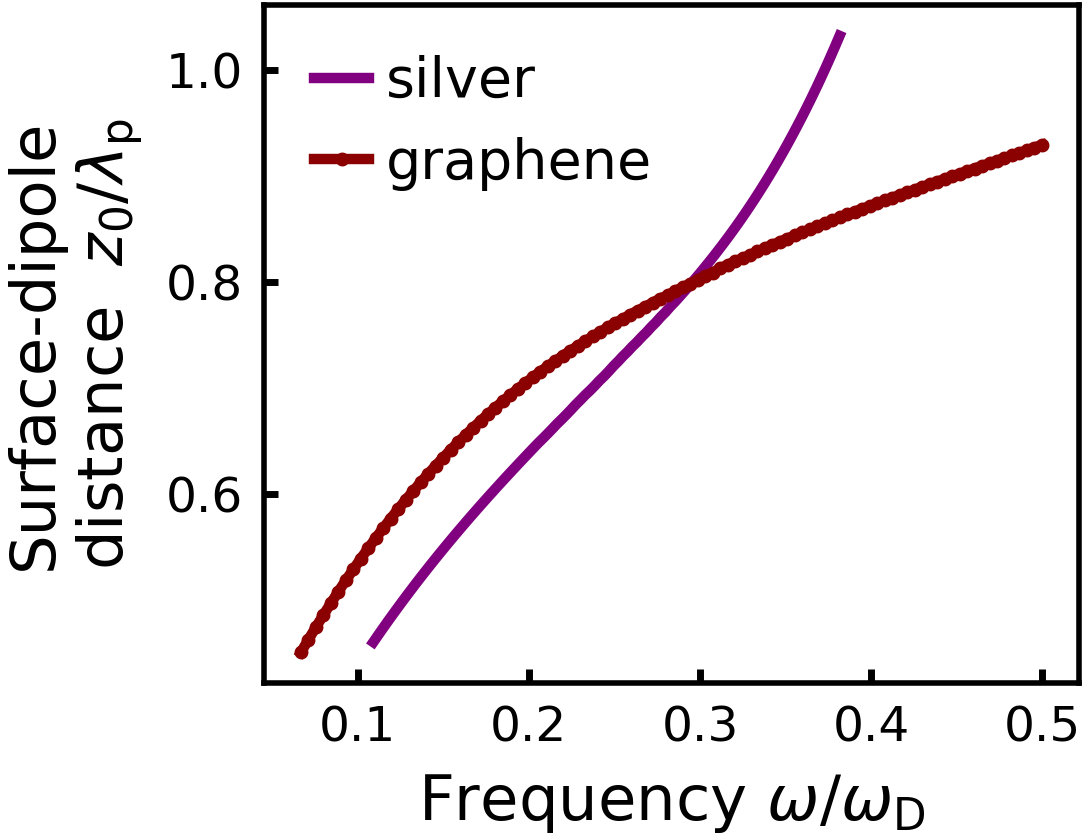 Surface-dipole
distance z₀/λₚ
1.0
0.8
0.6
silver
graphene
0.1 0.2 0.3 0.4 0.5
Frequency ω/ω_D